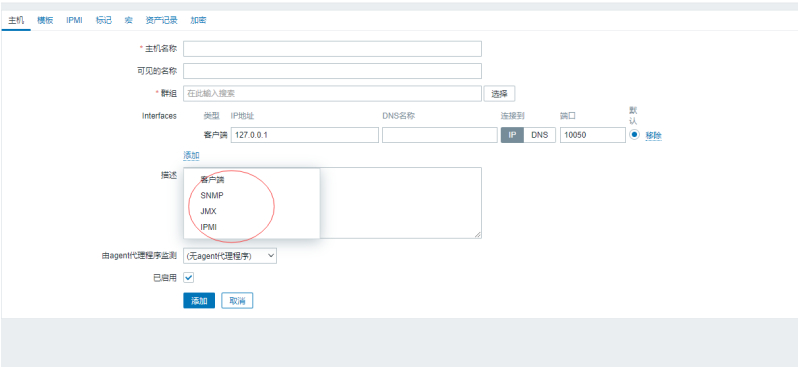 主机 模板 IPMI 标记 宏 资产记录 加密
* 主机名称
可见的名称
* 群组 在此输入搜索 选择
Interfaces 类型 IP地址 DNS名称 连接到 端口 默认
客户端 127.0.0.1 IP DNS 10050 移除
添加
描述
客户端
SNMP
JMX
IPMI
由agent代理程序监测 (无agent代理程序)
已启用
添加 取消